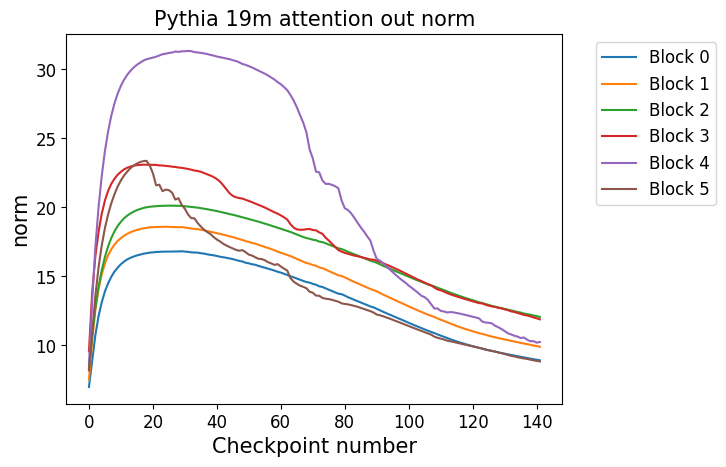 Pythia 19m attention out norm
30
25
20
15
10
norm
0 20 40 60 80 100 120 140
Checkpoint number
Block 0
Block 1
Block 2
Block 3
Block 4
Block 5